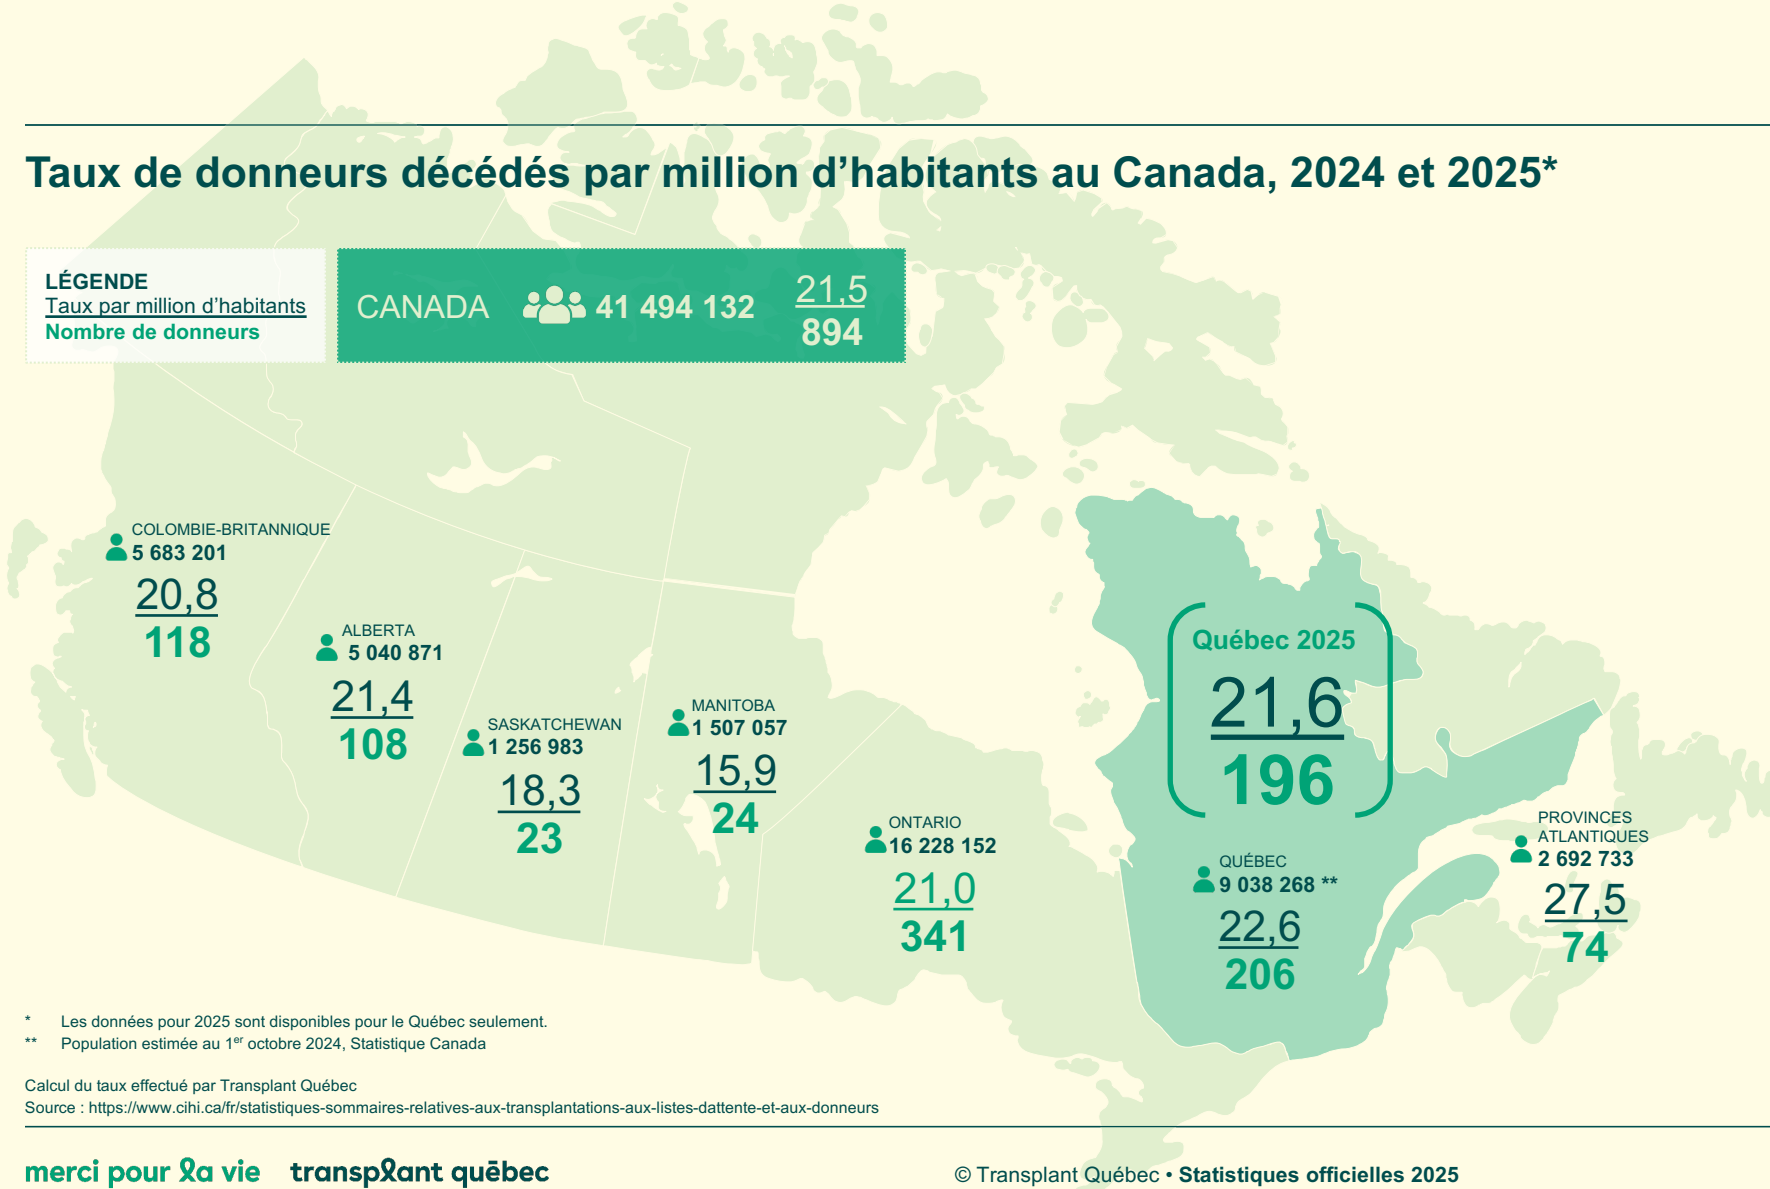 Taux de donneurs décédés par million d’habitants au Canada, 2024 et 2025*
LÉGENDE
Taux par million d’habitants
Nombre de donneurs
CANADA 41 494 132
21,5
894
COLOMBIE-BRITANNIQUE
5 683 201
20,8
118
ALBERTA
5 040 871
21,4
108
SASKATCHEWAN
1 256 983
18,3
23
MANITOBA
1 507 057
15,9
24
ONTARIO
16 228 152
21,0
341
Québec 2025
21,6
196
QUÉBEC
9 038 268 **
22,6
206
PROVINCES
ATLANTIQUES
2 692 733
27,5
74
* Les données pour 2025 sont disponibles pour le Québec seulement.
** Population estimée au 1er octobre 2024, Statistique Canada
Calcul du taux effectué par Transplant Québec
Source : https://www.cihi.ca/fr/statistiques-sommaires-relatives-aux-transplantations-aux-listes-dattente-et-aux-donneurs
merci pour la vie transplant quēbec
© Transplant Québec • Statistiques officielles 2025